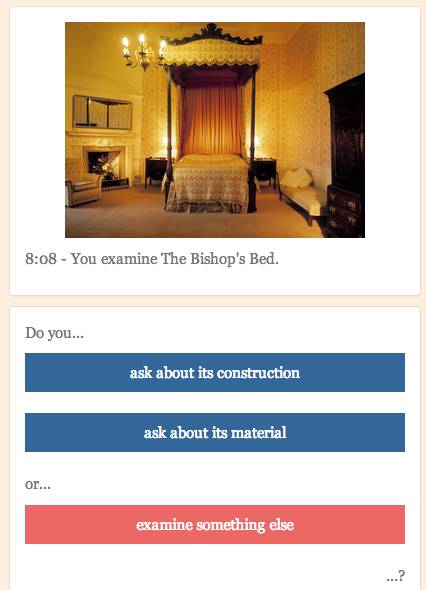 8:08 - You examine The Bishop's Bed.
Do you...
ask about its construction
ask about its material
or...
examine something else
...?